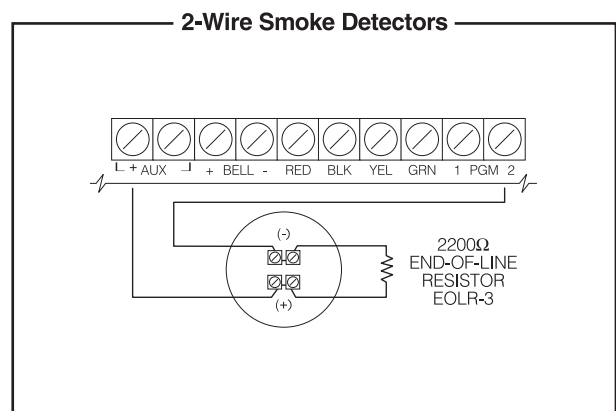 2-Wire Smoke Detectors
+ AUX + BELL - RED BLK YEL GRN 1 PGM 2
(-)
2200Ω
END-OF-LINE
RESISTOR
EOLR-3
(+)